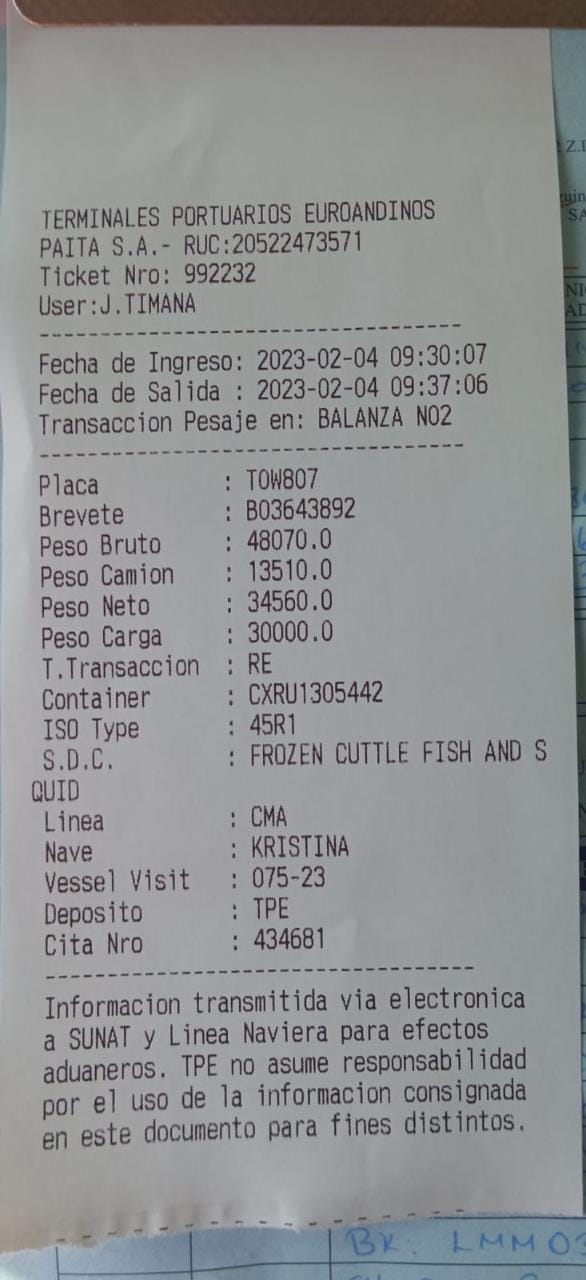 TERMINALES PORTUARIOS EUROANDINOS
PAITA S.A.- RUC:20522473571
Ticket Nro: 992232
User:J.TIMANA
--------------------------------
Fecha de Ingreso: 2023-02-04 09:30:07
Fecha de Salida : 2023-02-04 09:37:06
Transaccion Pesaje en: BALANZA NO2
--------------------------------
Placa : TOW807
Brevete : B03643892
Peso Bruto : 48070.0
Peso Camion : 13510.0
Peso Neto : 34560.0
Peso Carga : 30000.0
T.Transaccion : RE
Container : CXRU1305442
ISO Type : 45R1
S.D.C. : FROZEN CUTTLE FISH AND S
QUID
Linea : CMA
Nave : KRISTINA
Vessel Visit : 075-23
Deposito : TPE
Cita Nro : 434681
--------------------------------
Informacion transmitida via electronica
a SUNAT y Linea Naviera para efectos
aduaneros. TPE no asume responsabilidad
por el uso de la informacion consignada
en este documento para fines distintos.
BK: LMM03